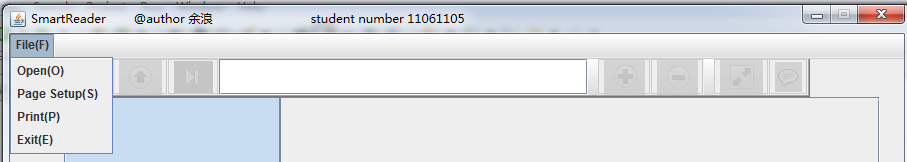 SmartReader @author 余浪 student number 11061105
File(F)
Open(O)
Page Setup(S)
Print(P)
Exit(E)